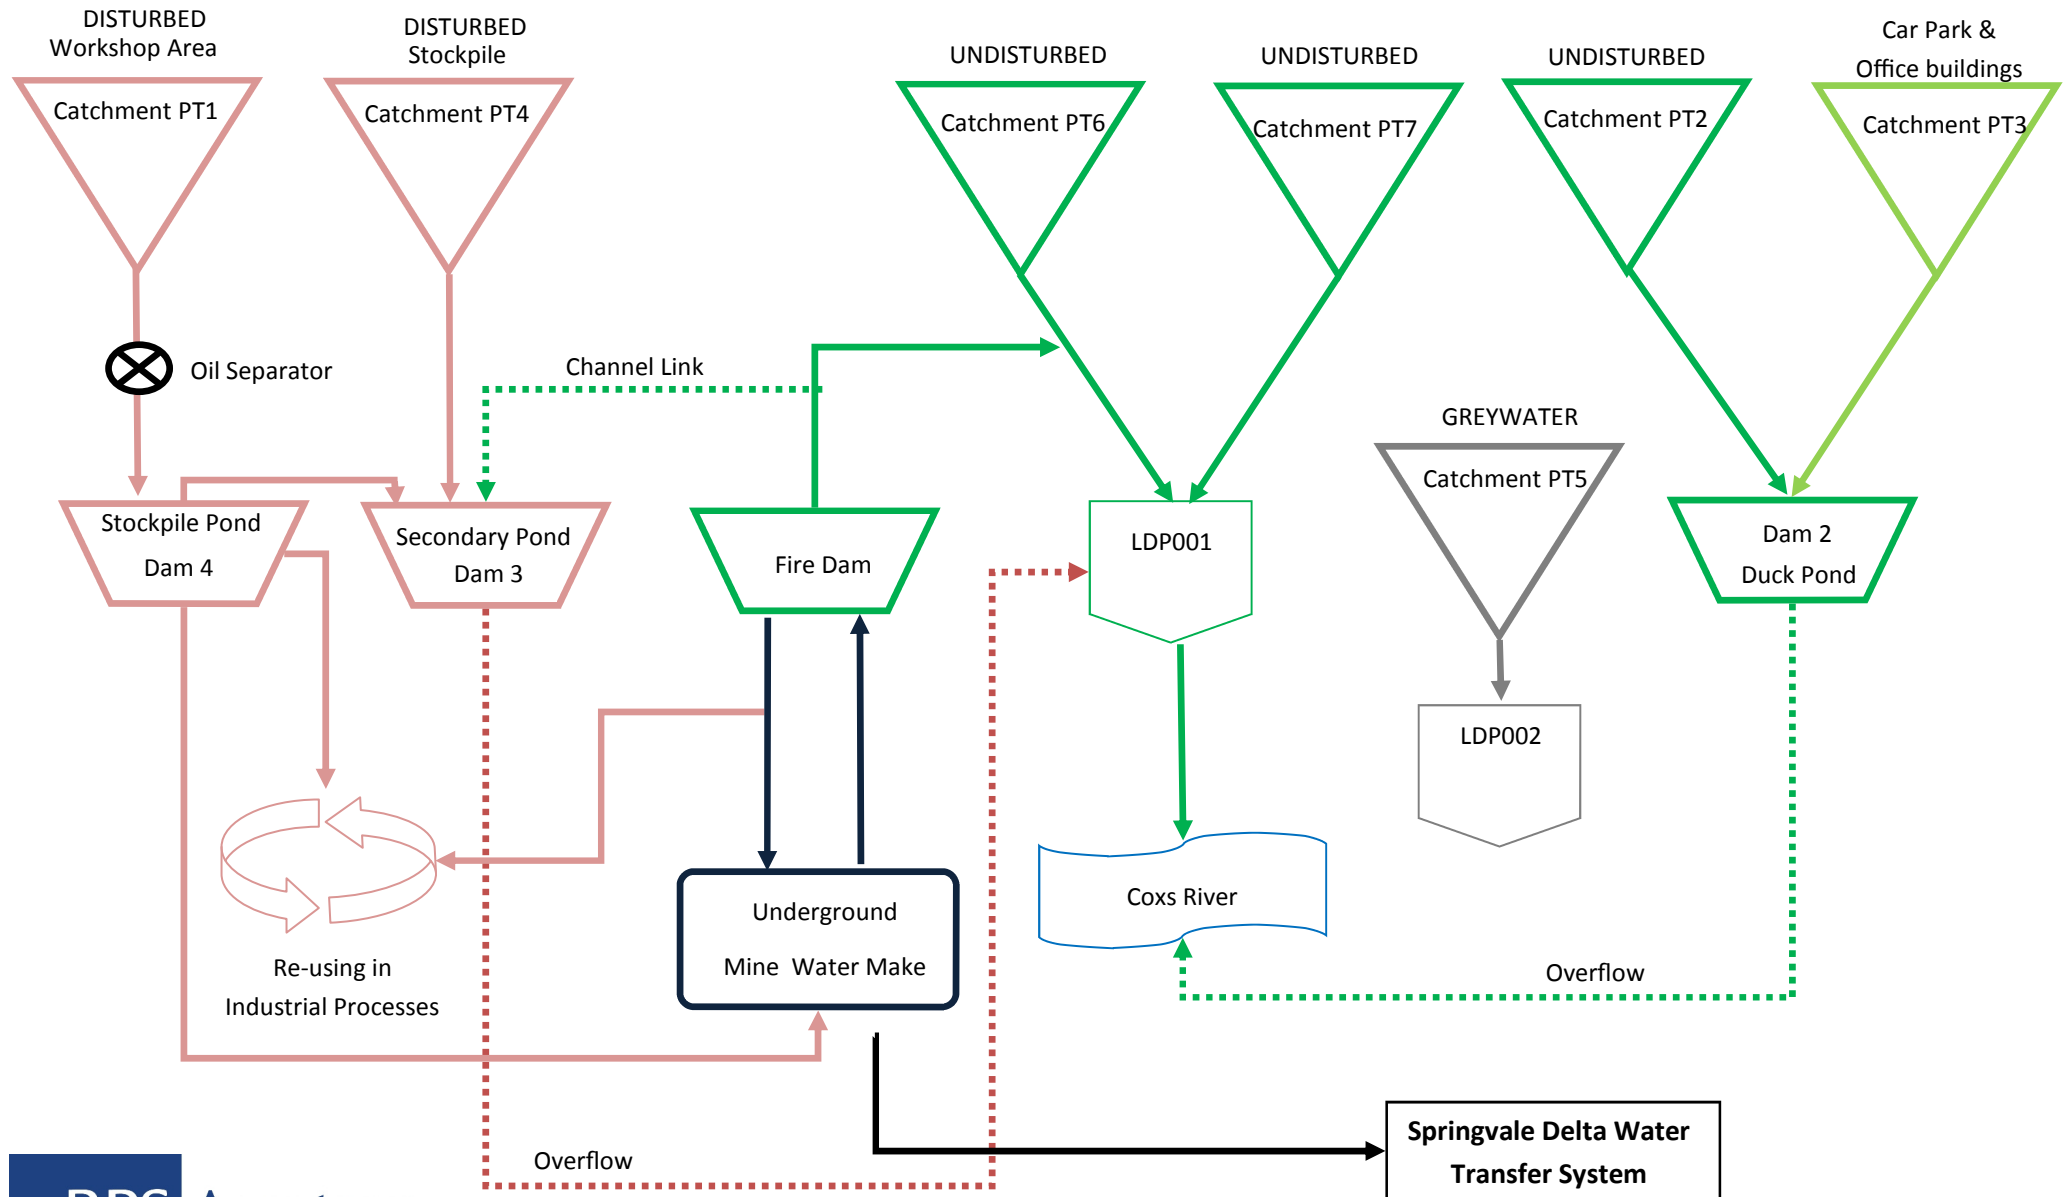 DISTURBED
Workshop Area
DISTURBED
Stockpile
UNDISTURBED
UNDISTURBED
UNDISTURBED
Car Park &
Office buildings
Catchment PT1
Catchment PT4
Catchment PT6
Catchment PT7
Catchment PT2
Catchment PT3
Oil Separator
Channel Link
GREYWATER
Catchment PT5
Stockpile Pond
Dam 4
Secondary Pond
Dam 3
Fire Dam
LDP001
Dam 2
Duck Pond
LDP002
Underground
Mine Water Make
Coxs River
Re-using in
Industrial Processes
Overflow
Overflow
Springvale Delta Water
Transfer System